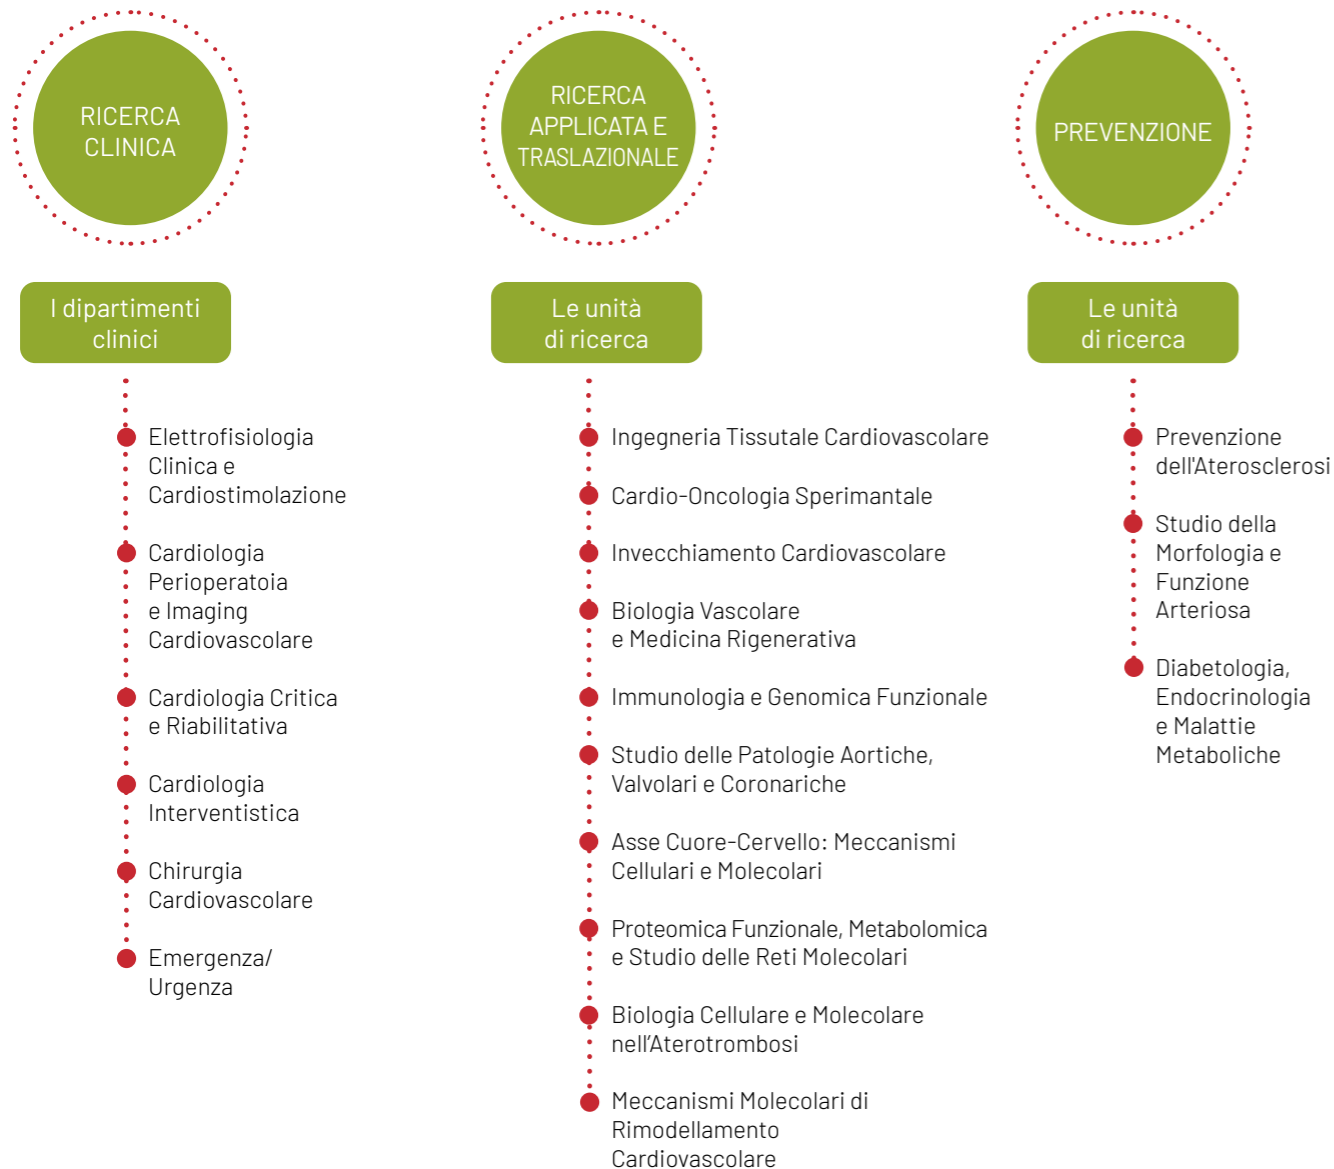 RICERCA
CLINICA
I dipartimenti
clinici
Elettrofisiologia
Clinica e
Cardiostimolazione
Cardiologia
Perioperatoia
e Imaging
Cardiovascolare
Cardiologia Critica
e Riabilitativa
Cardiologia
Interventistica
Chirurgia
Cardiovascolare
Emergenza/
Urgenza
RICERCA
APPLICATA E
TRASLAZIONALE
Le unità
di ricerca
Ingegneria Tissutale Cardiovascolare
Cardio-Oncologia Sperimantale
Invecchiamento Cardiovascolare
Biologia Vascolare
e Medicina Rigenerativa
Immunologia e Genomica Funzionale
Studio delle Patologie Aortiche,
Valvolari e Coronariche
Asse Cuore-Cervello: Meccanismi
Cellulari e Molecolari
Proteomica Funzionale, Metabolomica
e Studio delle Reti Molecolari
Biologia Cellulare e Molecolare
nell’Aterotrombosi
Meccanismi Molecolari di
Rimodellamento
Cardiovascolare
PREVENZIONE
Le unità
di ricerca
Prevenzione
dell'Aterosclerosi
Studio della
Morfologia e
Funzione
Arteriosa
Diabetologia,
Endocrinologia
e Malattie
Metaboliche